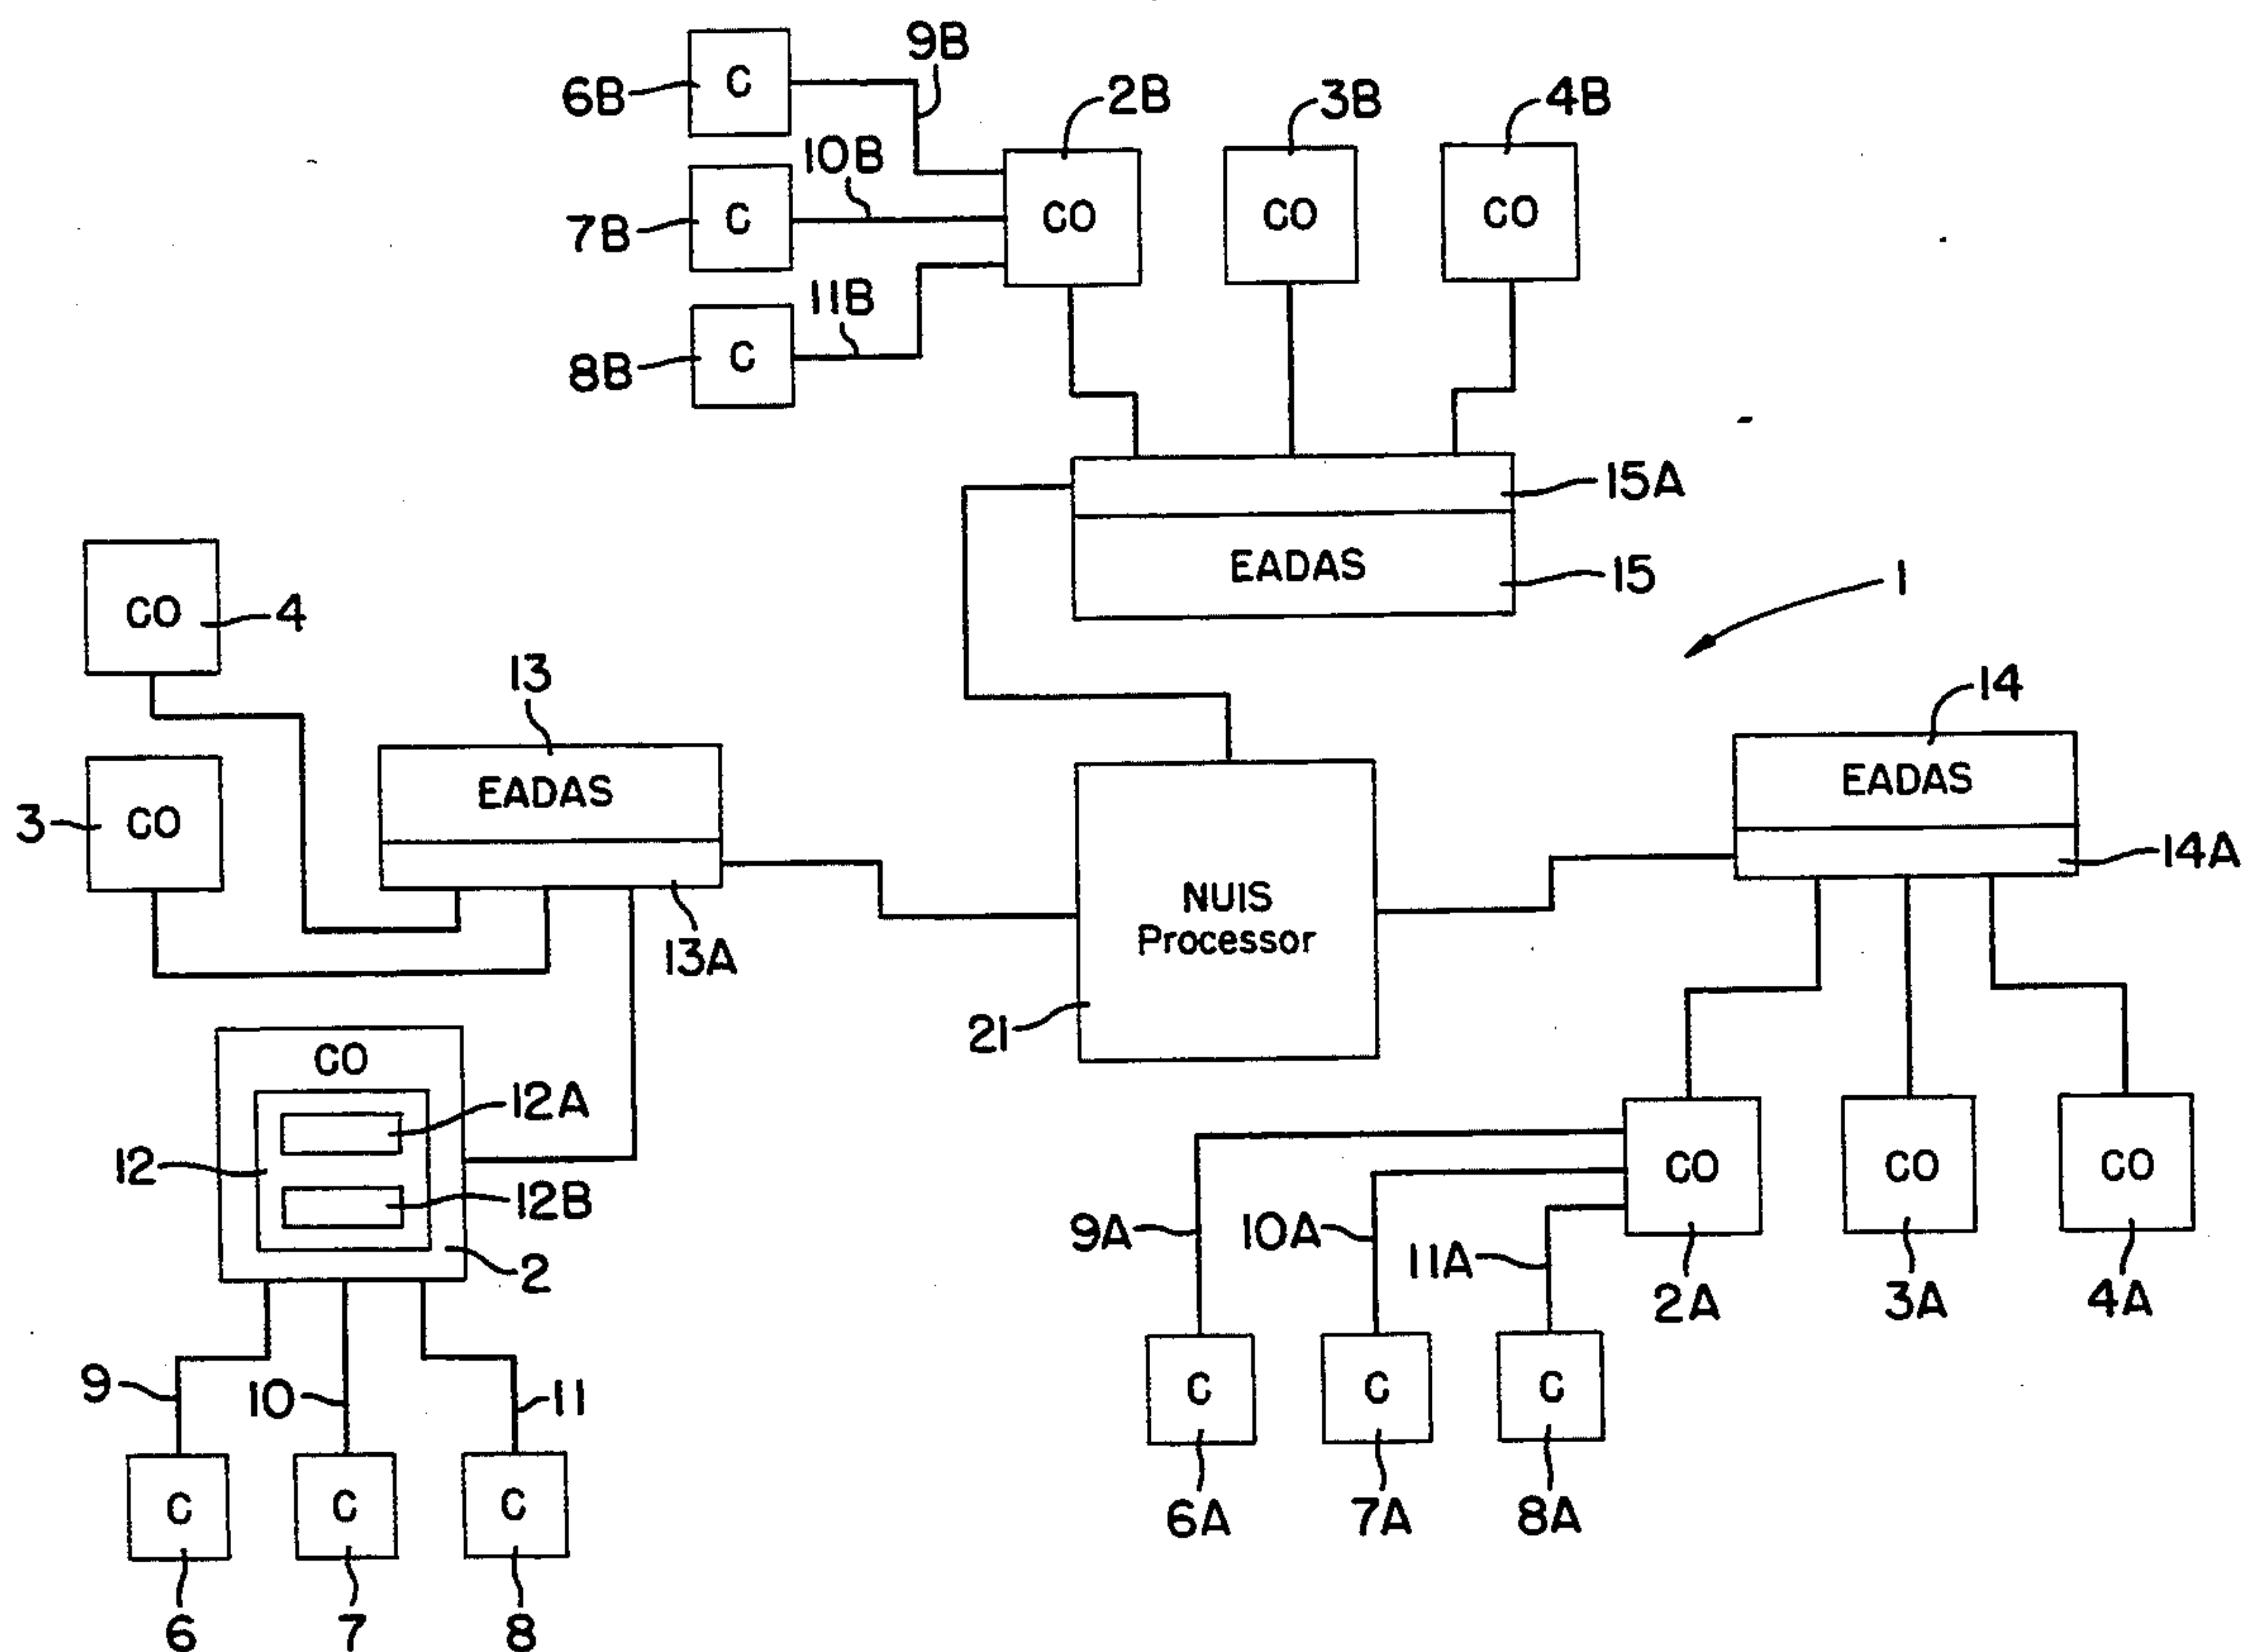 9B
C
6B
2B
3B
4B
10B
C
7B
CO
CO
CO
11B
C
8B
15A
EADAS
15
1
CO
4
13
14
EADAS
EADAS
3
CO
14A
NUIS
Processor
13A
21
CO
12A
12
12B
2
CO
CO
CO
9A
10A
11A
2A
3A
4A
9
10
11
C
C
C
6A
7A
8A
C
C
C
6
7
8